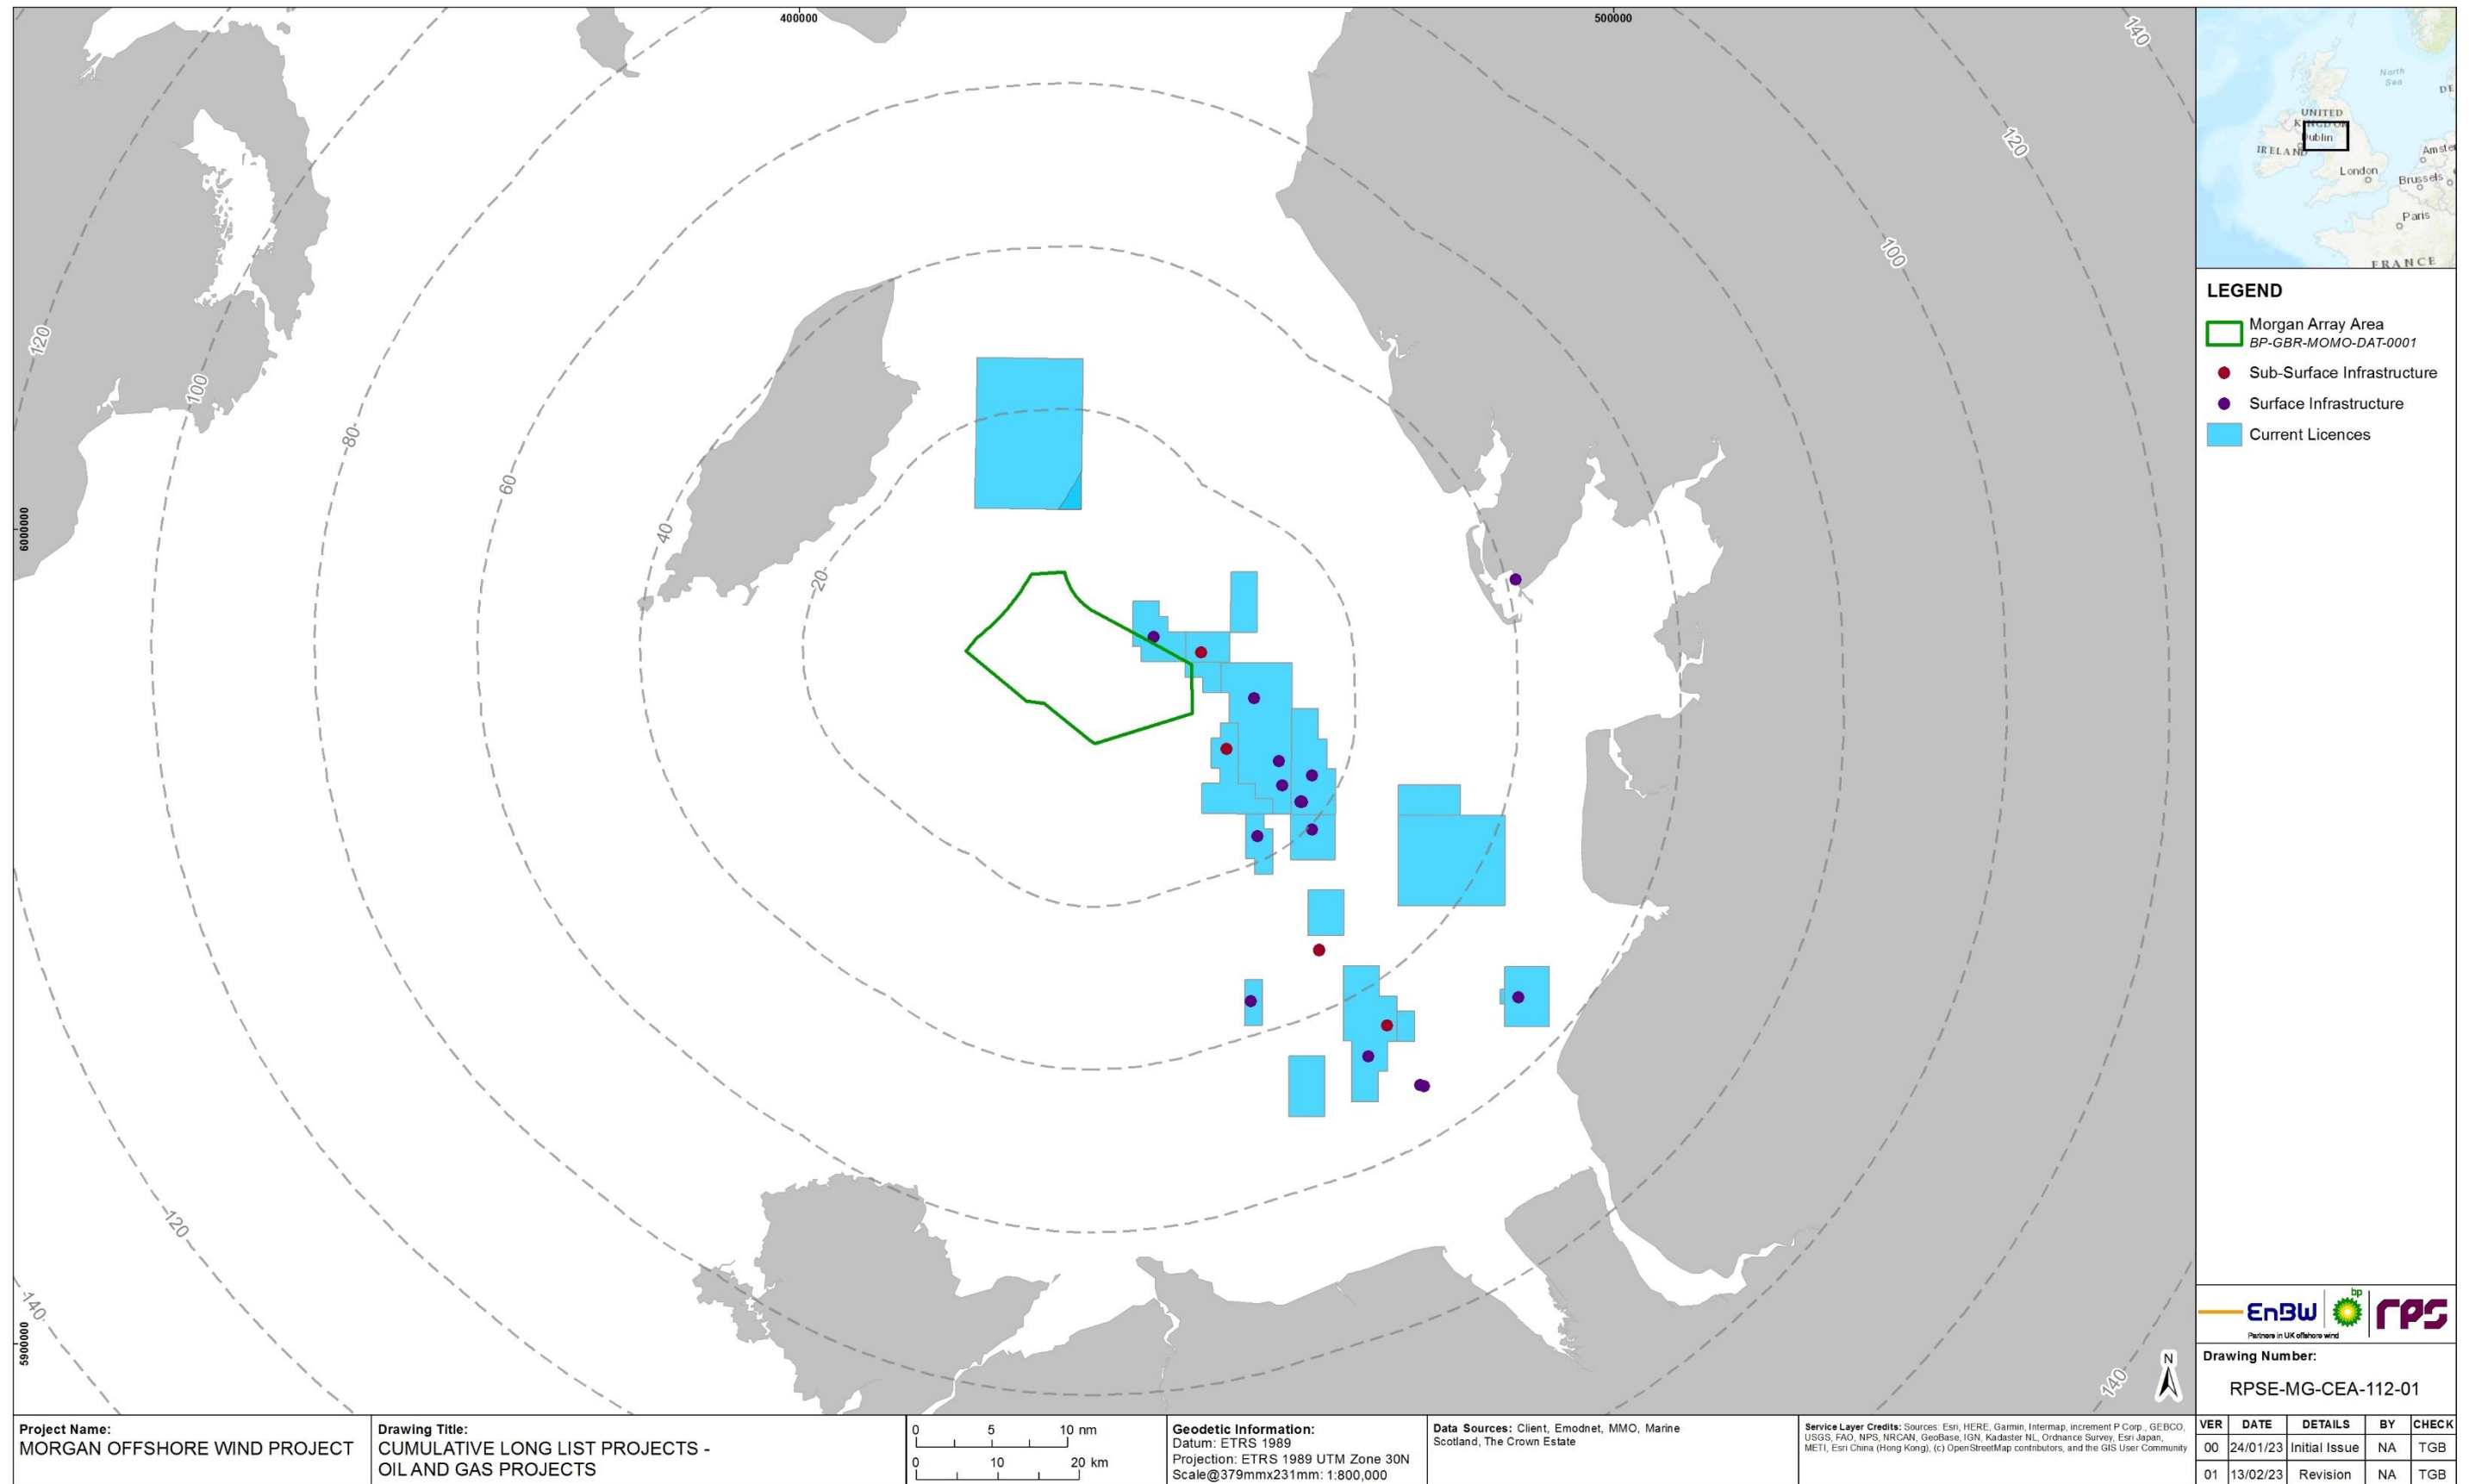 400000
500000
6000000
5900000
140
120
100
120
100
80
60
40
20
120
140
140
North
Sea
DE
UNITED
KINGDOM
Dublin
IRELAND
Amste
London
Brussels
Paris
FRANCE
LEGEND
Morgan Array Area
BP-GBR-MOMO-DAT-0001
Sub-Surface Infrastructure
Surface Infrastructure
Current Licences
EnBW
bp
rps
Partners in UK offshore wind
N
Drawing Number:
RPSE-MG-CEA-112-01
Project Name:
MORGAN OFFSHORE WIND PROJECT
Drawing Title:
CUMULATIVE LONG LIST PROJECTS -
OIL AND GAS PROJECTS
0 5 10 nm
0 10 20 km
Geodetic Information:
Datum: ETRS 1989
Projection: ETRS 1989 UTM Zone 30N
Scale@379mmx231mm: 1:800,000
Data Sources: Client, Emodnet, MMO, Marine
Scotland, The Crown Estate
Service Layer Credits: Sources: Esri, HERE, Garmin, Intermap, increment P Corp., GEBCO,
USGS, FAO, NPS, NRCAN, GeoBase, IGN, Kadaster NL, Ordnance Survey, Esri Japan,
METI, Esri China (Hong Kong), (c) OpenStreetMap contributors, and the GIS User Community
VER DATE DETAILS BY CHECK
00 24/01/23 Initial Issue NA TGB
01 13/02/23 Revision NA TGB